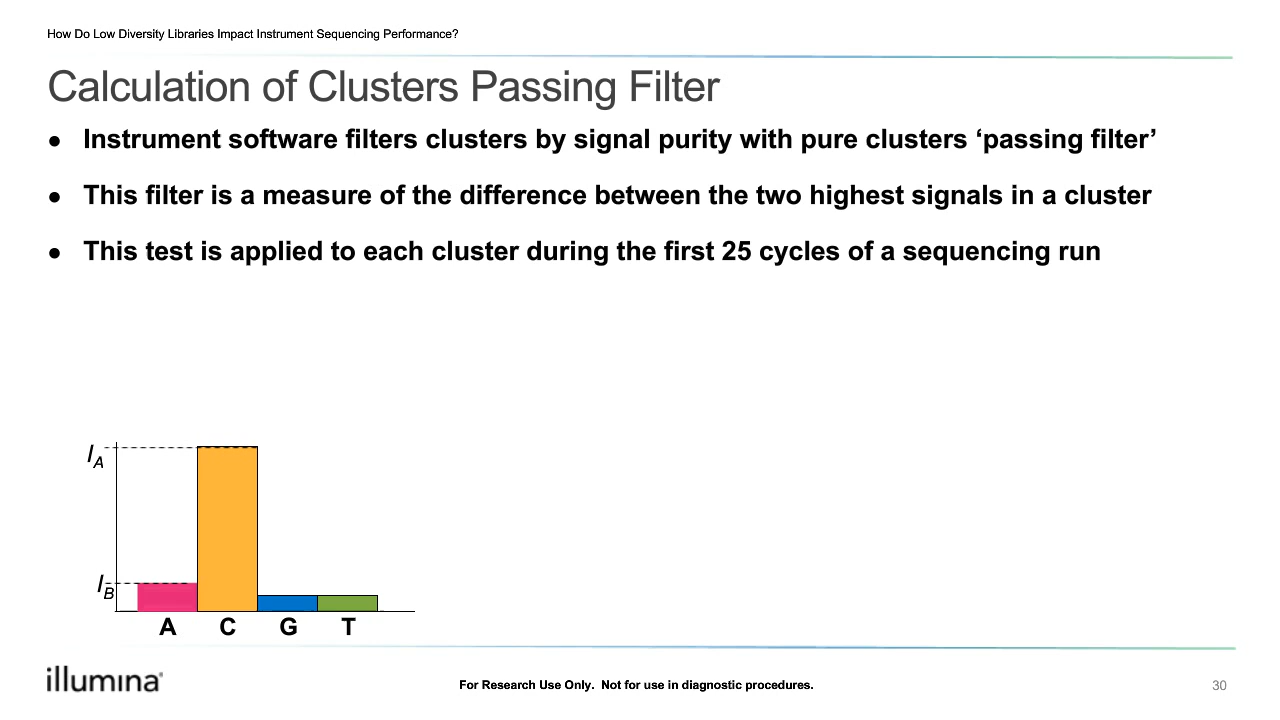 How Do Low Diversity Libraries Impact Instrument Sequencing Performance?
Calculation of Clusters Passing Filter
● Instrument software filters clusters by signal purity with pure clusters ‘passing filter’
● This filter is a measure of the difference between the two highest signals in a cluster
● This test is applied to each cluster during the first 25 cycles of a sequencing run
IA
IB
A C G T
illumina®
For Research Use Only. Not for use in diagnostic procedures.
30